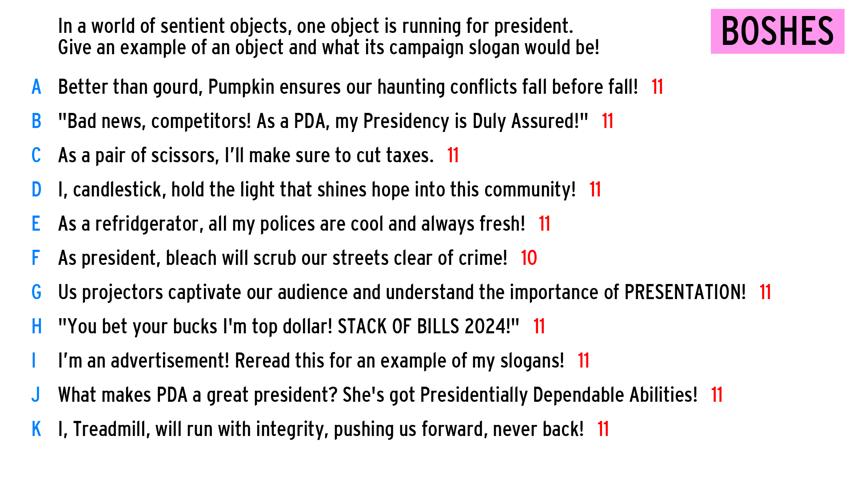 In a world of sentient objects, one object is running for president.
Give an example of an object and what its campaign slogan would be!
BOSHES
A Better than gourd, Pumpkin ensures our haunting conflicts fall before fall! 11
B "Bad news, competitors! As a PDA, my Presidency is Duly Assured!" 11
C As a pair of scissors, I’ll make sure to cut taxes. 11
D I, candlestick, hold the light that shines hope into this community! 11
E As a refridgerator, all my polices are cool and always fresh! 11
F As president, bleach will scrub our streets clear of crime! 10
G Us projectors captivate our audience and understand the importance of PRESENTATION! 11
H "You bet your bucks I'm top dollar! STACK OF BILLS 2024!" 11
I I’m an advertisement! Reread this for an example of my slogans! 11
J What makes PDA a great president? She's got Presidentially Dependable Abilities! 11
K I, Treadmill, will run with integrity, pushing us forward, never back! 11